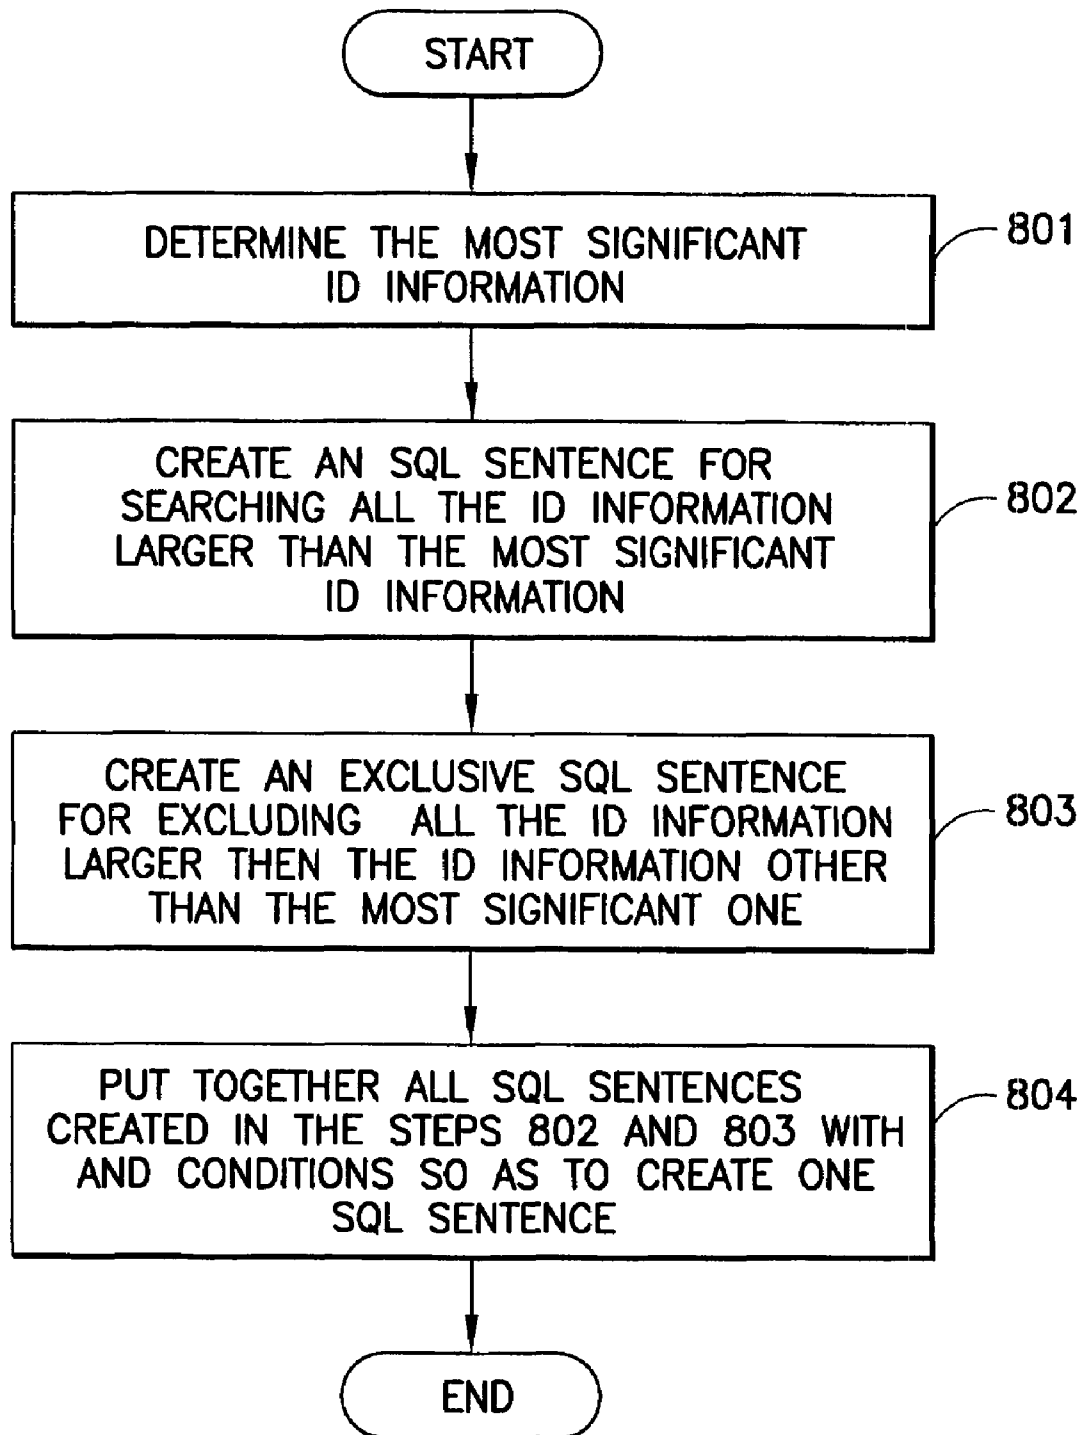 START
DETERMINE THE MOST SIGNIFICANT
ID INFORMATION
801
CREATE AN SQL SENTENCE FOR
SEARCHING ALL THE ID INFORMATION
LARGER THAN THE MOST SIGNIFICANT
ID INFORMATION
802
CREATE AN EXCLUSIVE SQL SENTENCE
FOR EXCLUDING ALL THE ID INFORMATION
LARGER THEN THE ID INFORMATION OTHER
THAN THE MOST SIGNIFICANT ONE
803
PUT TOGETHER ALL SQL SENTENCES
CREATED IN THE STEPS 802 AND 803 WITH
AND CONDITIONS SO AS TO CREATE ONE
SQL SENTENCE
804
END